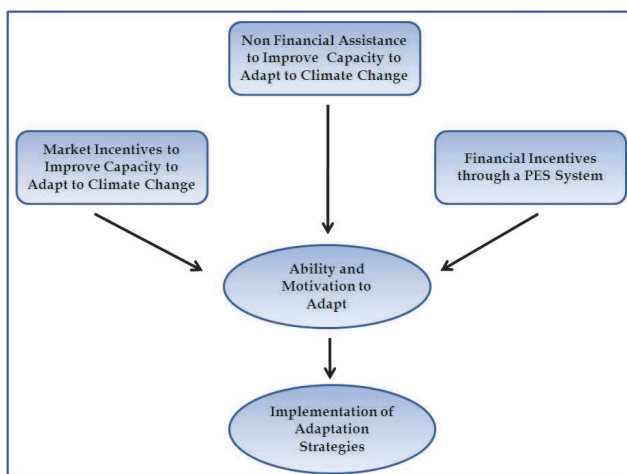 Non Financial Assistance
to Improve Capacity to
Adapt to Climate Change
Market Incentives to
Improve Capacity to
Adapt to Climate Change
Financial Incentives
through a PES System
Ability and
Motivation to
Adapt
Implementation of
Adaptation
Strategies